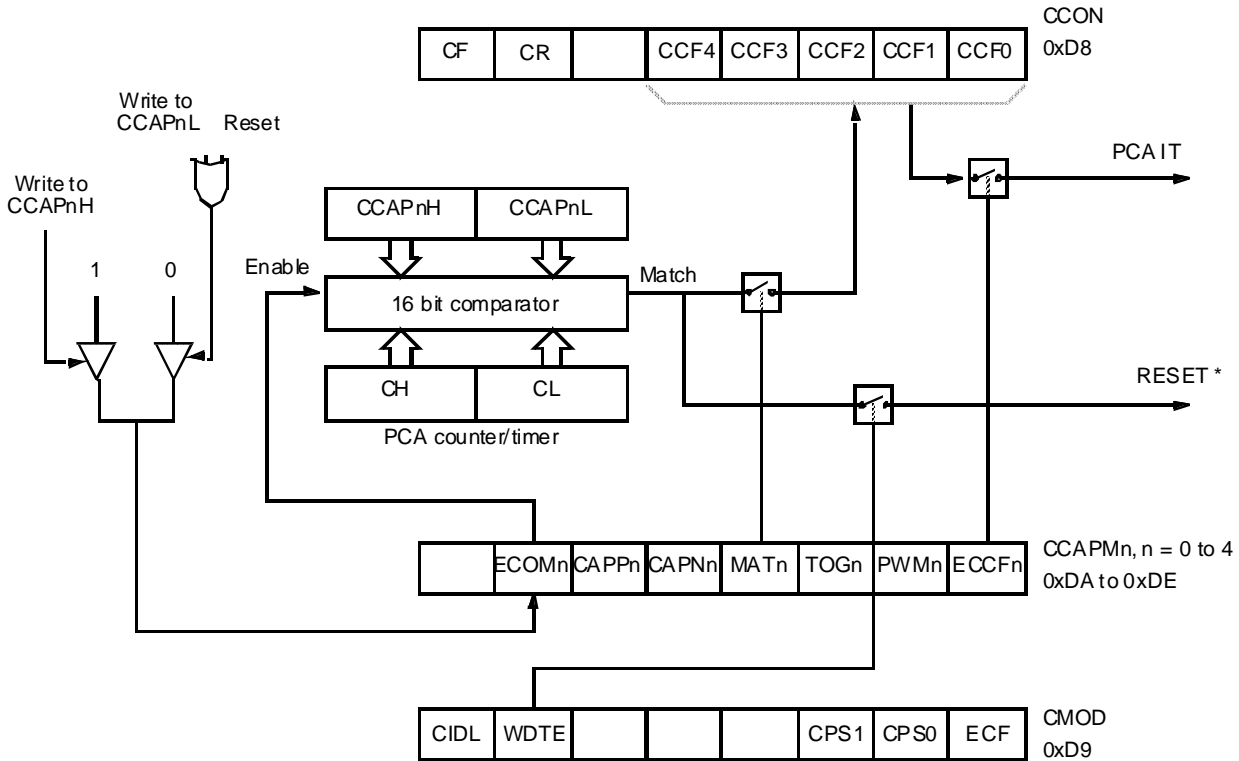 CCON
CF CR CCF4 CCF3 CCF2 CCF1 CCF0
0xD8
Write to
CCAPnL Reset
PCA IT
Write to
CCAPnH
CCAPnH CCAPnL
1 0
Enable
Match
16 bit comparator
RESET *
CH CL
PCA counter/timer
ECOMn CAPPn CAPNn MATn TOGn PWMn ECCFn
CCAPMn, n = 0 to 4
0xDA to 0xDE
CIDL WDTE CPS1 CPS0 ECF
CMOD
0xD9